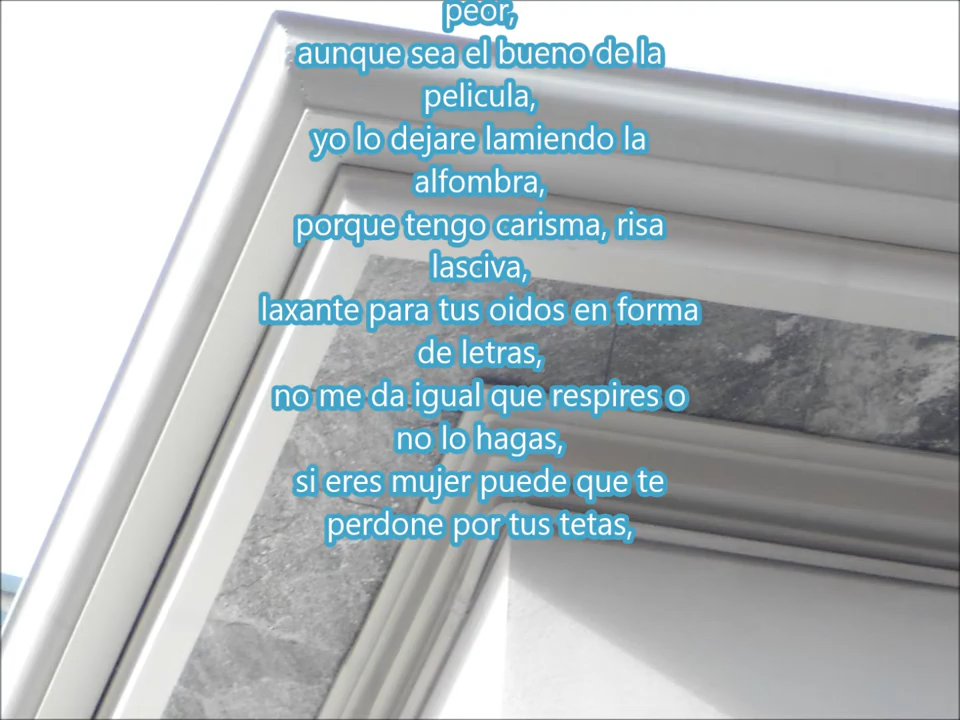 peor,
aunque sea el bueno de la
pelicula,
yo lo dejare lamiendo la
alfombra,
porque tengo carisma, risa
lasciva,
laxante para tus oidos en forma
de letras,
no me da igual que respires o
no lo hagas,
si eres mujer puede que te
perdone por tus tetas,